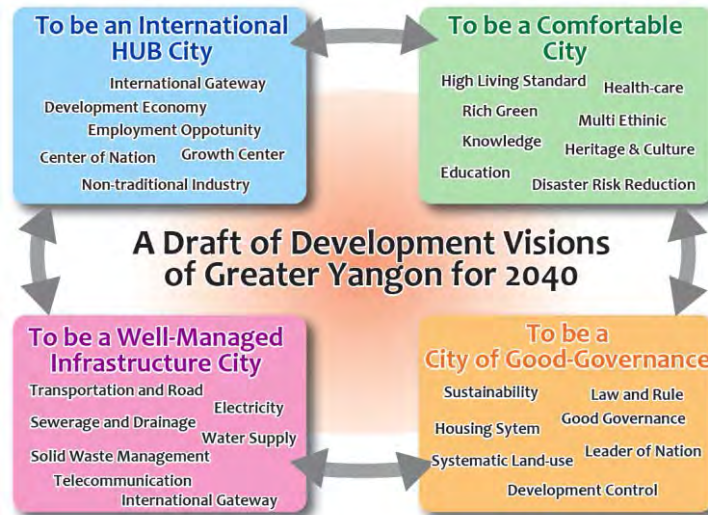 To be an International
HUB City
International Gateway
Development Economy
Employment Oppotunity
Center of Nation
Growth Center
Non-traditional Industry
To be a Comfortable
City
High Living Standard
Health-care
Rich Green
Multi Ethinic
Knowledge
Heritage & Culture
Education
Disaster Risk Reduction
A Draft of Development Visions
of Greater Yangon for 2040
To be a Well-Managed
Infrastructure City
Transportation and Road
Electricity
Sewerage and Drainage
Water Supply
Solid Waste Management
Telecommunication
International Gateway
To be a
City of Good-Governance
Sustainability
Law and Rule
Good Governance
Housing Sytem
Leader of Nation
Systematic Land-use
Development Control